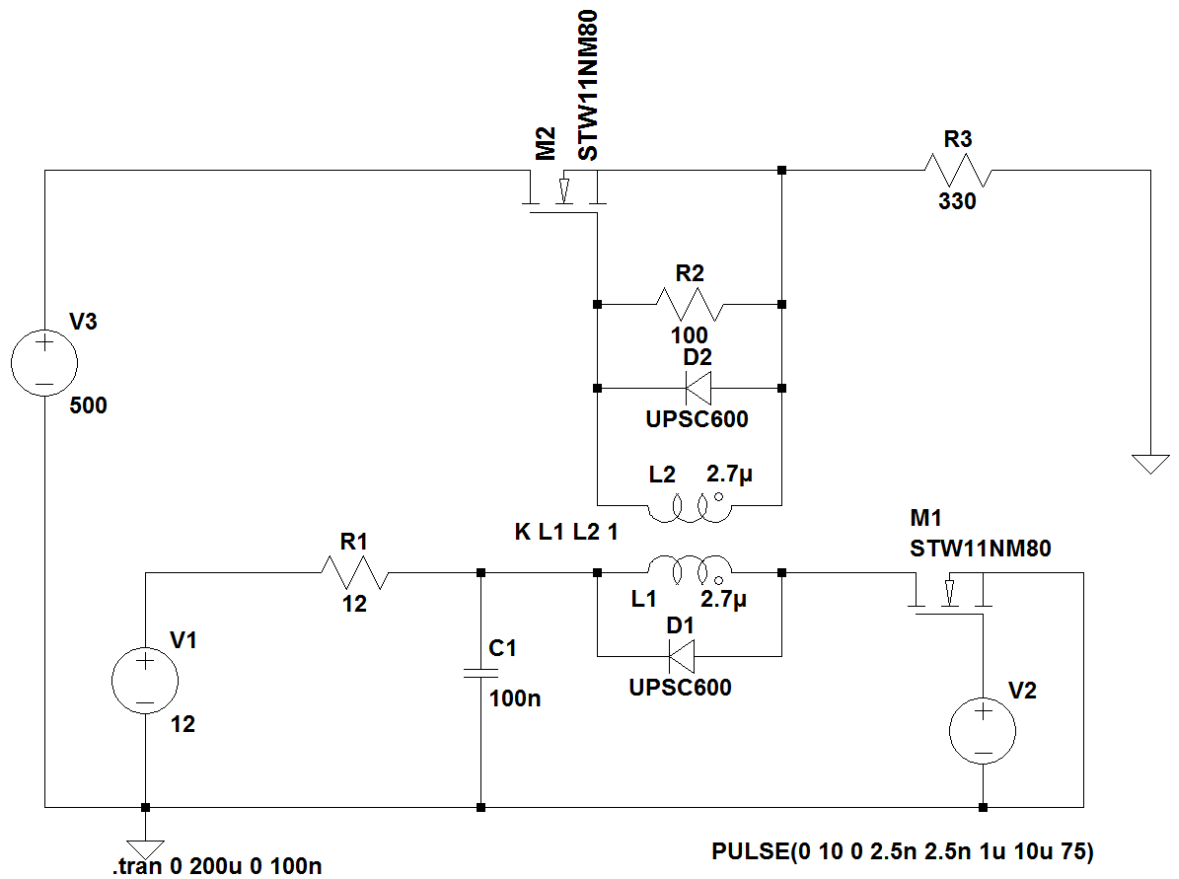 M2
STW11NM80
R3
330
R2
100
V3
+
−
500
D2
UPSC600
L2 2.7µ
K L1 L2 1
M1
STW11NM80
R1
12
L1 2.7µ
D1
UPSC600
V1
+
−
12
C1
100n
V2
+
−
.tran 0 200u 0 100n
PULSE(0 10 0 2.5n 2.5n 1u 10u 75)